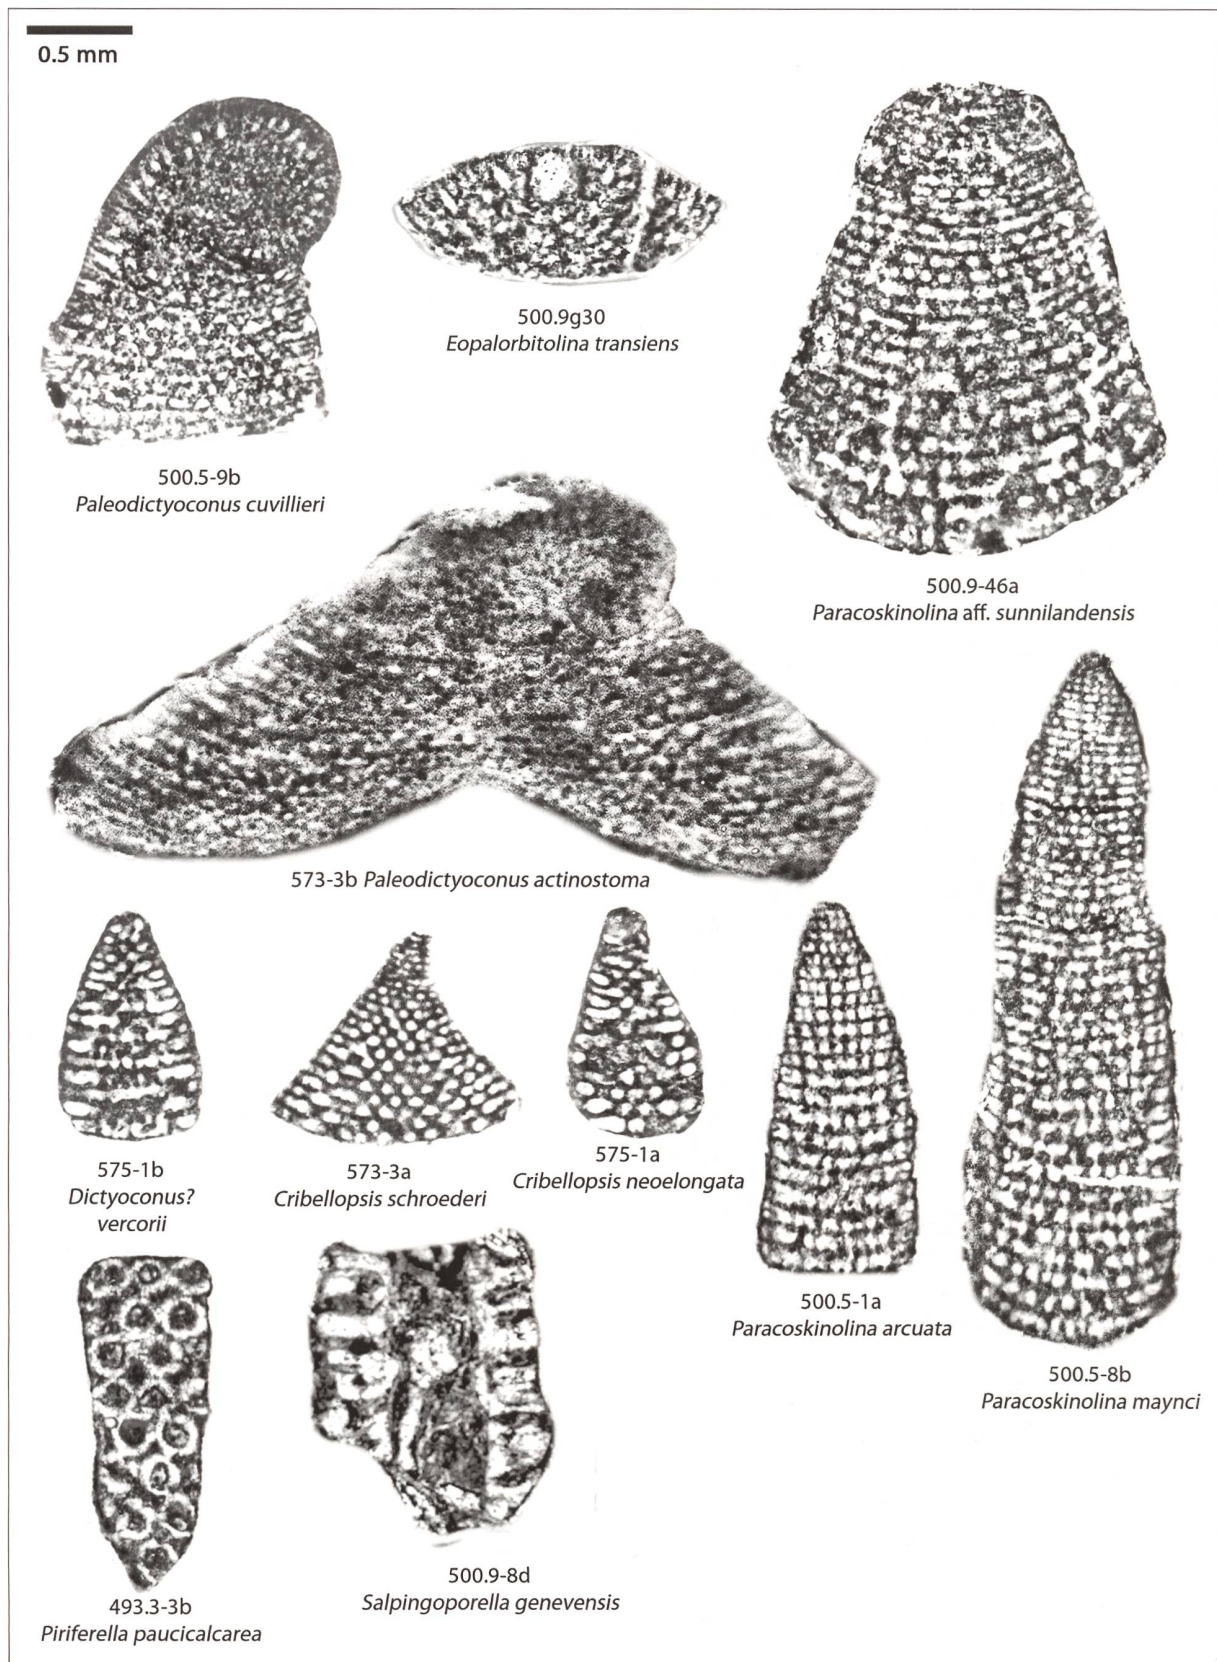 0.5 mm
500.9g30
Eopalorbitolina transiens
500.5-9b
Paleodictyoconus cuvillieri
500.9-46a
Paracoskinolina aff. sunnilandensis
573-3b Paleodictyoconus actinostoma
575-1b
Dictyoconus?
vercorii
573-3a
Cribellopsis schroederi
575-1a
Cribellopsis neoelongata
500.5-1a
Paracoskinolina arcuata
500.5-8b
Paracoskinolina maynci
493.3-3b
Piriferella paucicalcarea
500.9-8d
Salpingoporella genevensis